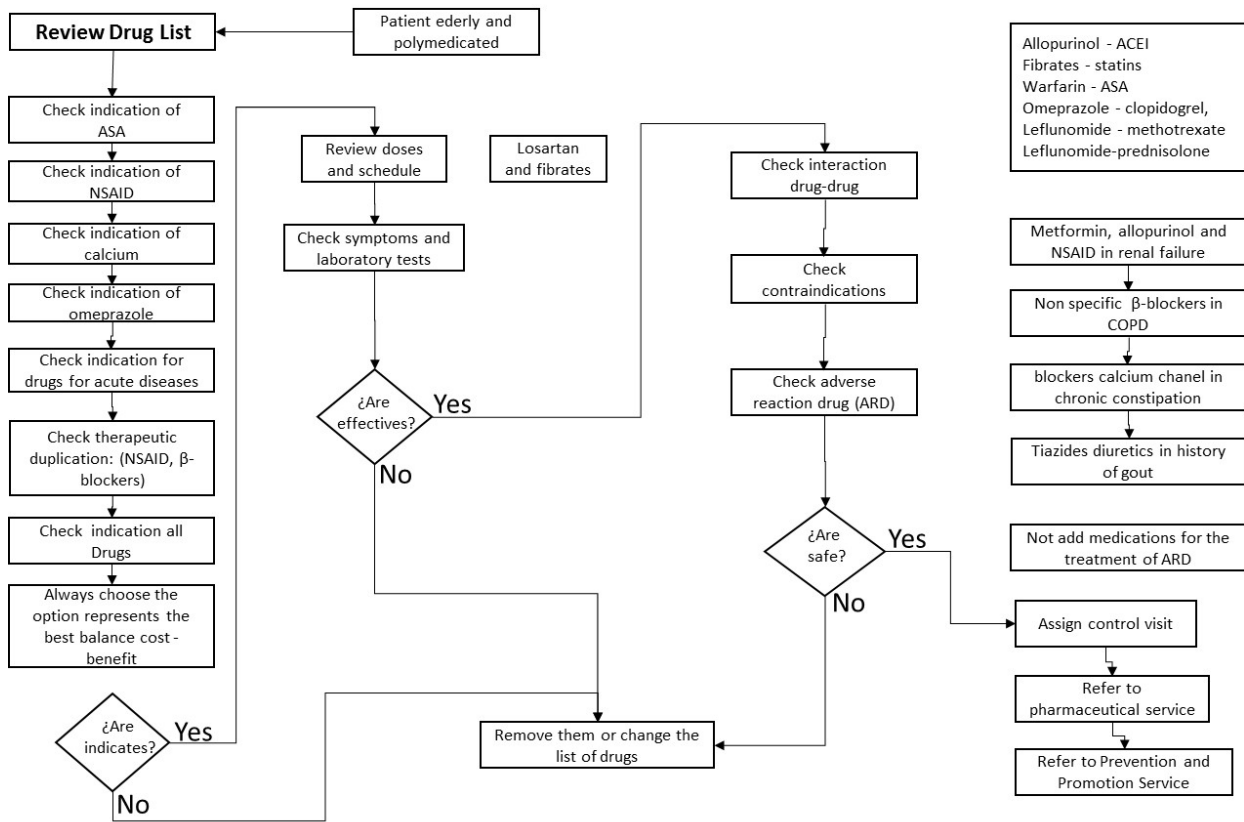 Review Drug List
Patient ederly and
polymedicated
Check indication of
ASA
Check indication of
NSAID
Check indication of
calcium
Check indication of
omeprazole
Check indication for
drugs for acute diseases
Check therapeutic
duplication: (NSAID, β-
blockers)
Check indication all
Drugs
Always choose the
option represents the
best balance cost -
benefit
¿Are
indicates?
Yes
No
Review doses
and schedule
Losartan
and fibrates
Check symptoms and
laboratory tests
¿Are
effectives?
Yes
No
Remove them or change the
list of drugs
Check interaction
drug-drug
Check
contraindications
Check adverse
reaction drug (ARD)
¿Are
safe?
Yes
No
Allopurinol - ACEI
Fibrates - statins
Warfarin - ASA
Omeprazole - clopidogrel,
Leflunomide - methotrexate
Leflunomide-prednisolone
Metformin, allopurinol and
NSAID in renal failure
Non specific β-blockers in
COPD
blockers calcium chanel in
chronic constipation
Tiazides diuretics in history
of gout
Not add medications for the
treatment of ARD
Assign control visit
Refer to
pharmaceutical service
Refer to Prevention and
Promotion Service